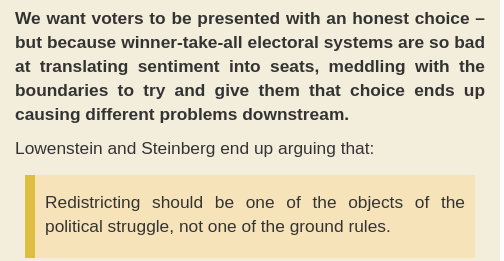 We want voters to be presented with an honest choice –
but because winner-take-all electoral systems are so bad
at translating sentiment into seats, meddling with the
boundaries to try and give them that choice ends up
causing different problems downstream.
Lowenstein and Steinberg end up arguing that:
Redistricting should be one of the objects of the
political struggle, not one of the ground rules.